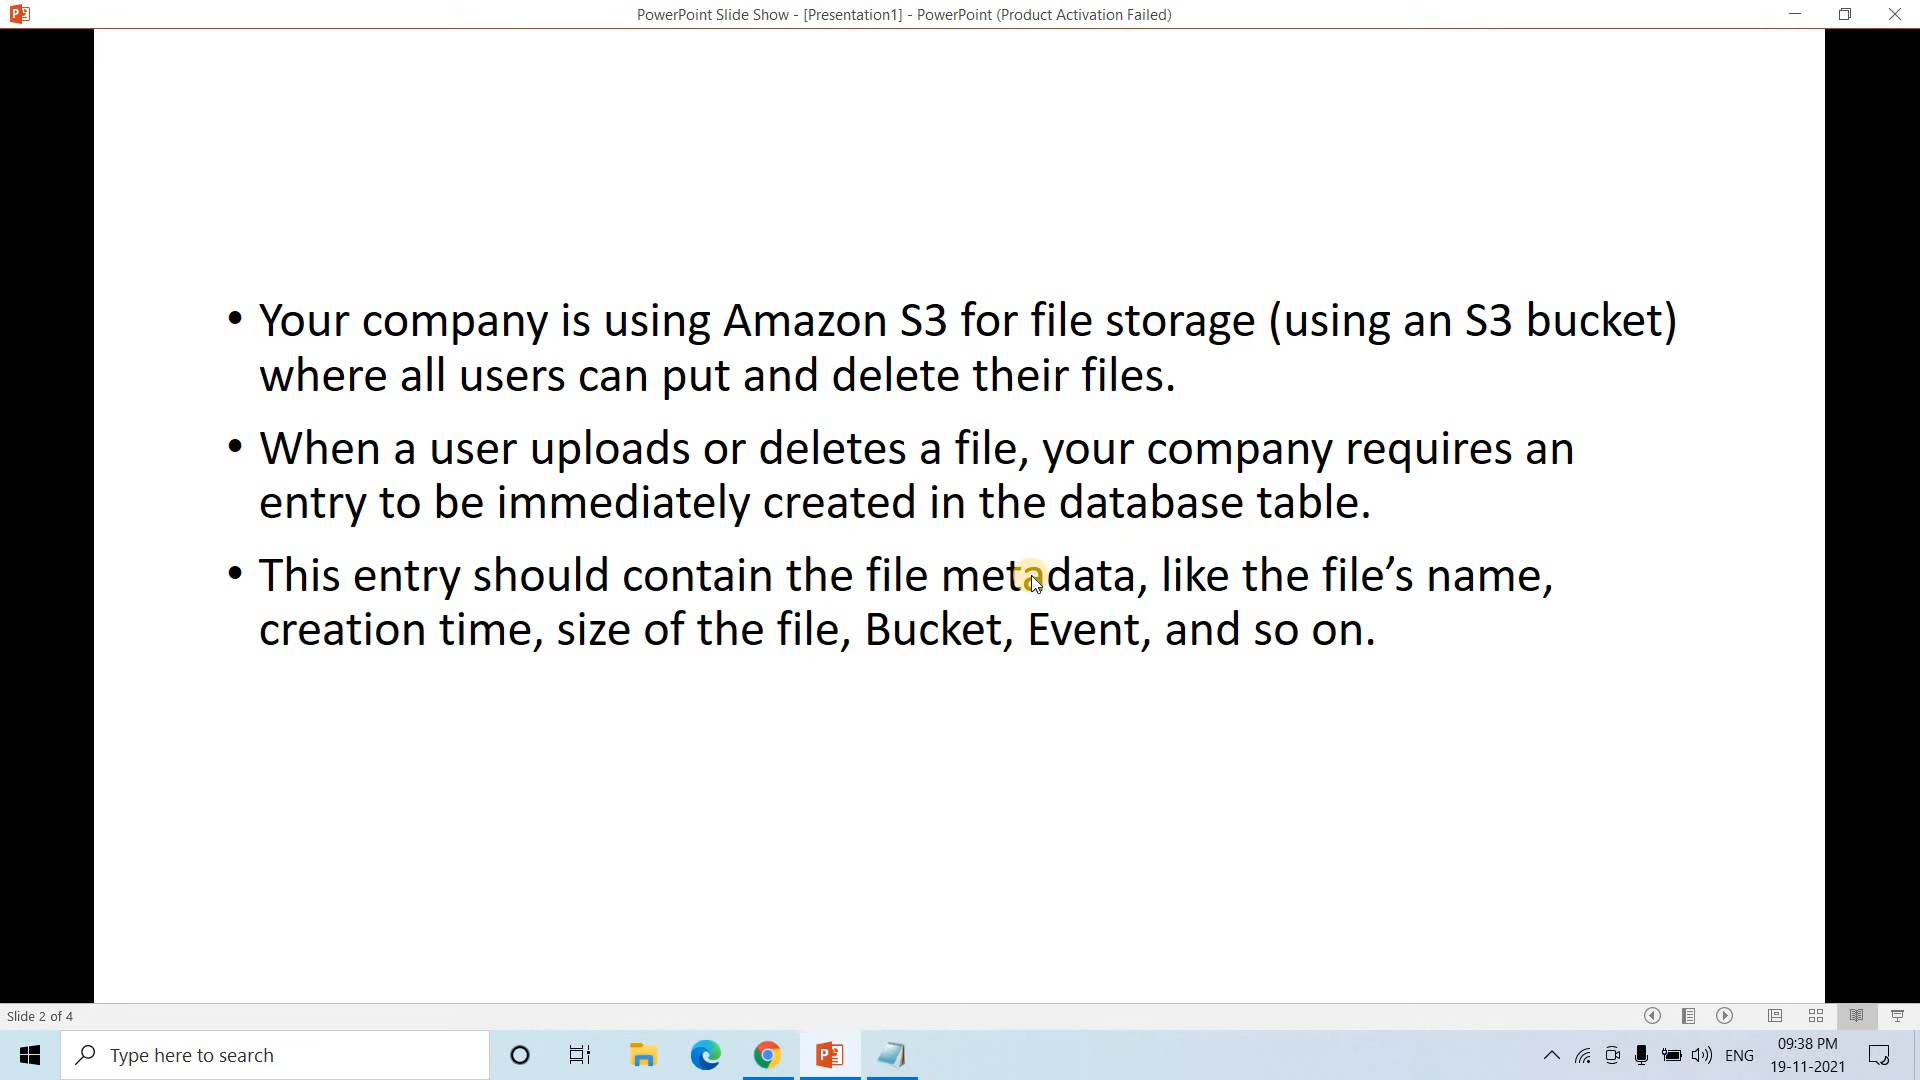 PowerPoint Slide Show - [Presentation1] - PowerPoint (Product Activation Failed)
• Your company is using Amazon S3 for file storage (using an S3 bucket)
where all users can put and delete their files.
• When a user uploads or deletes a file, your company requires an
entry to be immediately created in the database table.
• This entry should contain the file metadata, like the file’s name,
creation time, size of the file, Bucket, Event, and so on.
Slide 2 of 4
Type here to search
ENG
09:38 PM
19-11-2021